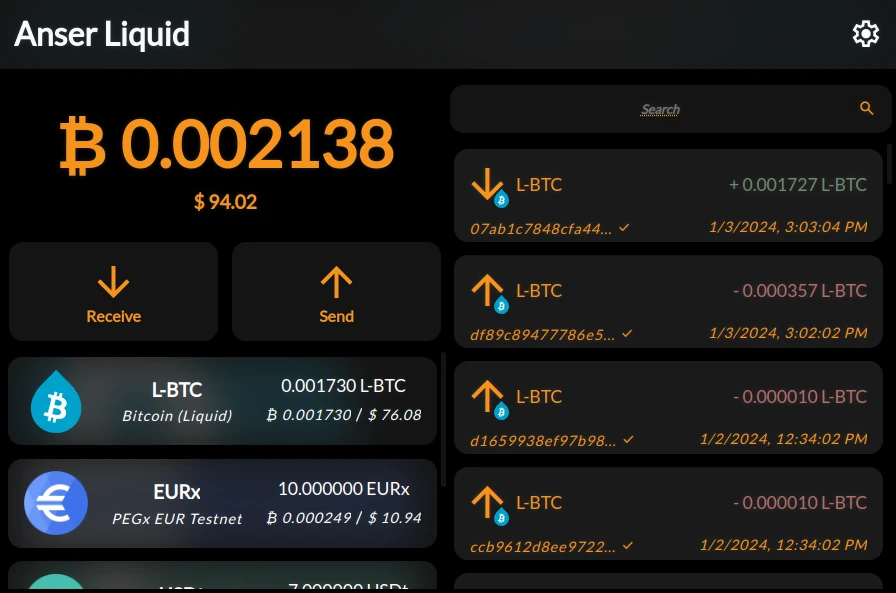 Anser Liquid
₿ 0.002138
$ 94.02
Receive
Send
L-BTC
0.001730 L-BTC
Bitcoin (Liquid)
₿ 0.001730 / $ 76.08
EURx
10.000000 EURx
PEGx EUR Testnet
₿ 0.000249 / $ 10.94
7.000000 USDt
Search
L-BTC
+ 0.001727 L-BTC
07ab1c7848cfa44...
1/3/2024, 3:03:04 PM
L-BTC
- 0.000357 L-BTC
df89c89477786e5...
1/3/2024, 3:02:02 PM
L-BTC
- 0.000010 L-BTC
d1659938ef97b98...
1/2/2024, 12:34:02 PM
L-BTC
- 0.000010 L-BTC
ccb9612d8ee9722...
1/2/2024, 12:34:02 PM